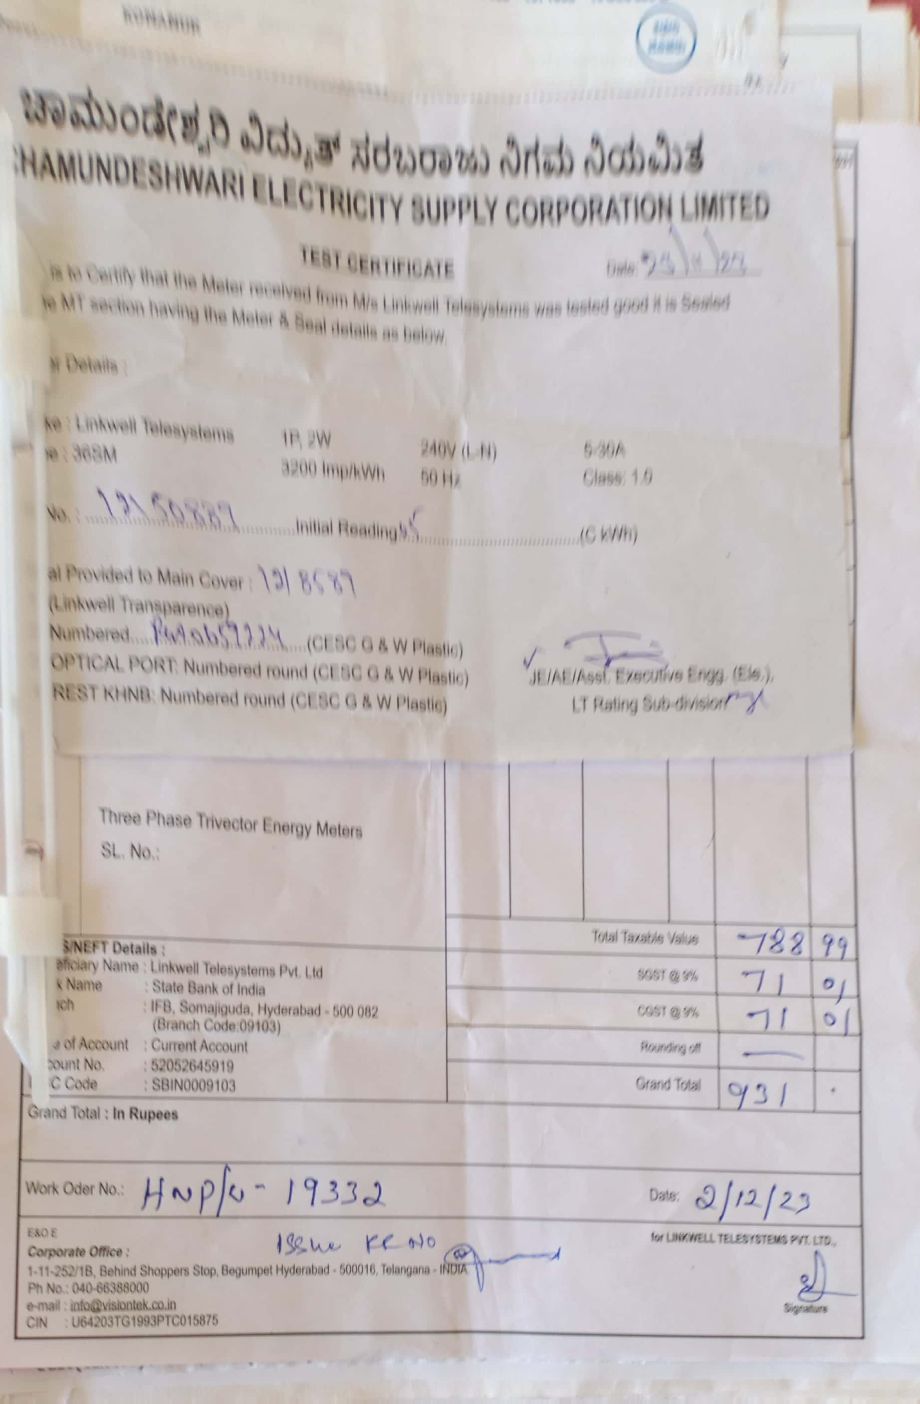 KONANUR
ಚಾಮುಂಡೇಶ್ವರಿ ವಿದ್ಯುತ್ ಸರಬರಾಜು ನಿಗಮ ನಿಯಮಿತ
HAMUNDESHWARI ELECTRICITY SUPPLY CORPORATION LIMITED
TEST CERTIFICATE Date:
is to Certify that the Meter received from M/s Linkwell Telesystems was tested good it is Sealed
MT section having the Meter & Seal details as below.
Details :
: Linkwell Telesystems 1P, 2W 240V (L-N) 5-30A
: 36SM 3200 Imp/kWh 50 Hz Class: 1.0
No. : 12150889 Initial Reading (C kWh)
al Provided to Main Cover :
(Linkwell Transparence)
Numbered (CESC G & W Plastic)
OPTICAL PORT: Numbered round (CESC G & W Plastic) JE/AE/Asst. Executive Engg. (Ele.),
REST KHNB: Numbered round (CESC G & W Plastic) LT Rating Sub-division
Three Phase Trivector Energy Meters
SL. No.:
Total Taxable Value 788 99
S/NEFT Details :
eficiary Name : Linkwell Telesystems Pvt. Ltd SGST @ 9% 71 01
k Name : State Bank of India
: IFB, Somajiguda, Hyderabad - 500 082 CGST @ 9% 71 01
(Branch Code:09103)
of Account : Current Account Rounding off —
count No. : 52052645919
C Code : SBIN0009103 Grand Total 931 .
Grand Total : In Rupees
Work Oder No.: HNP/ - 19332 Date: 2/12/23
E&O E Issue RR NO for LINKWELL TELESYSTEMS PVT. LTD.,
Corporate Office :
1-11-252/1B, Behind Shoppers Stop, Begumpet Hyderabad - 500016, Telangana - INDIA
Ph No.: 040-66388000
e-mail : info@visiontek.co.in Signature
CIN : U64203TG1993PTC015875